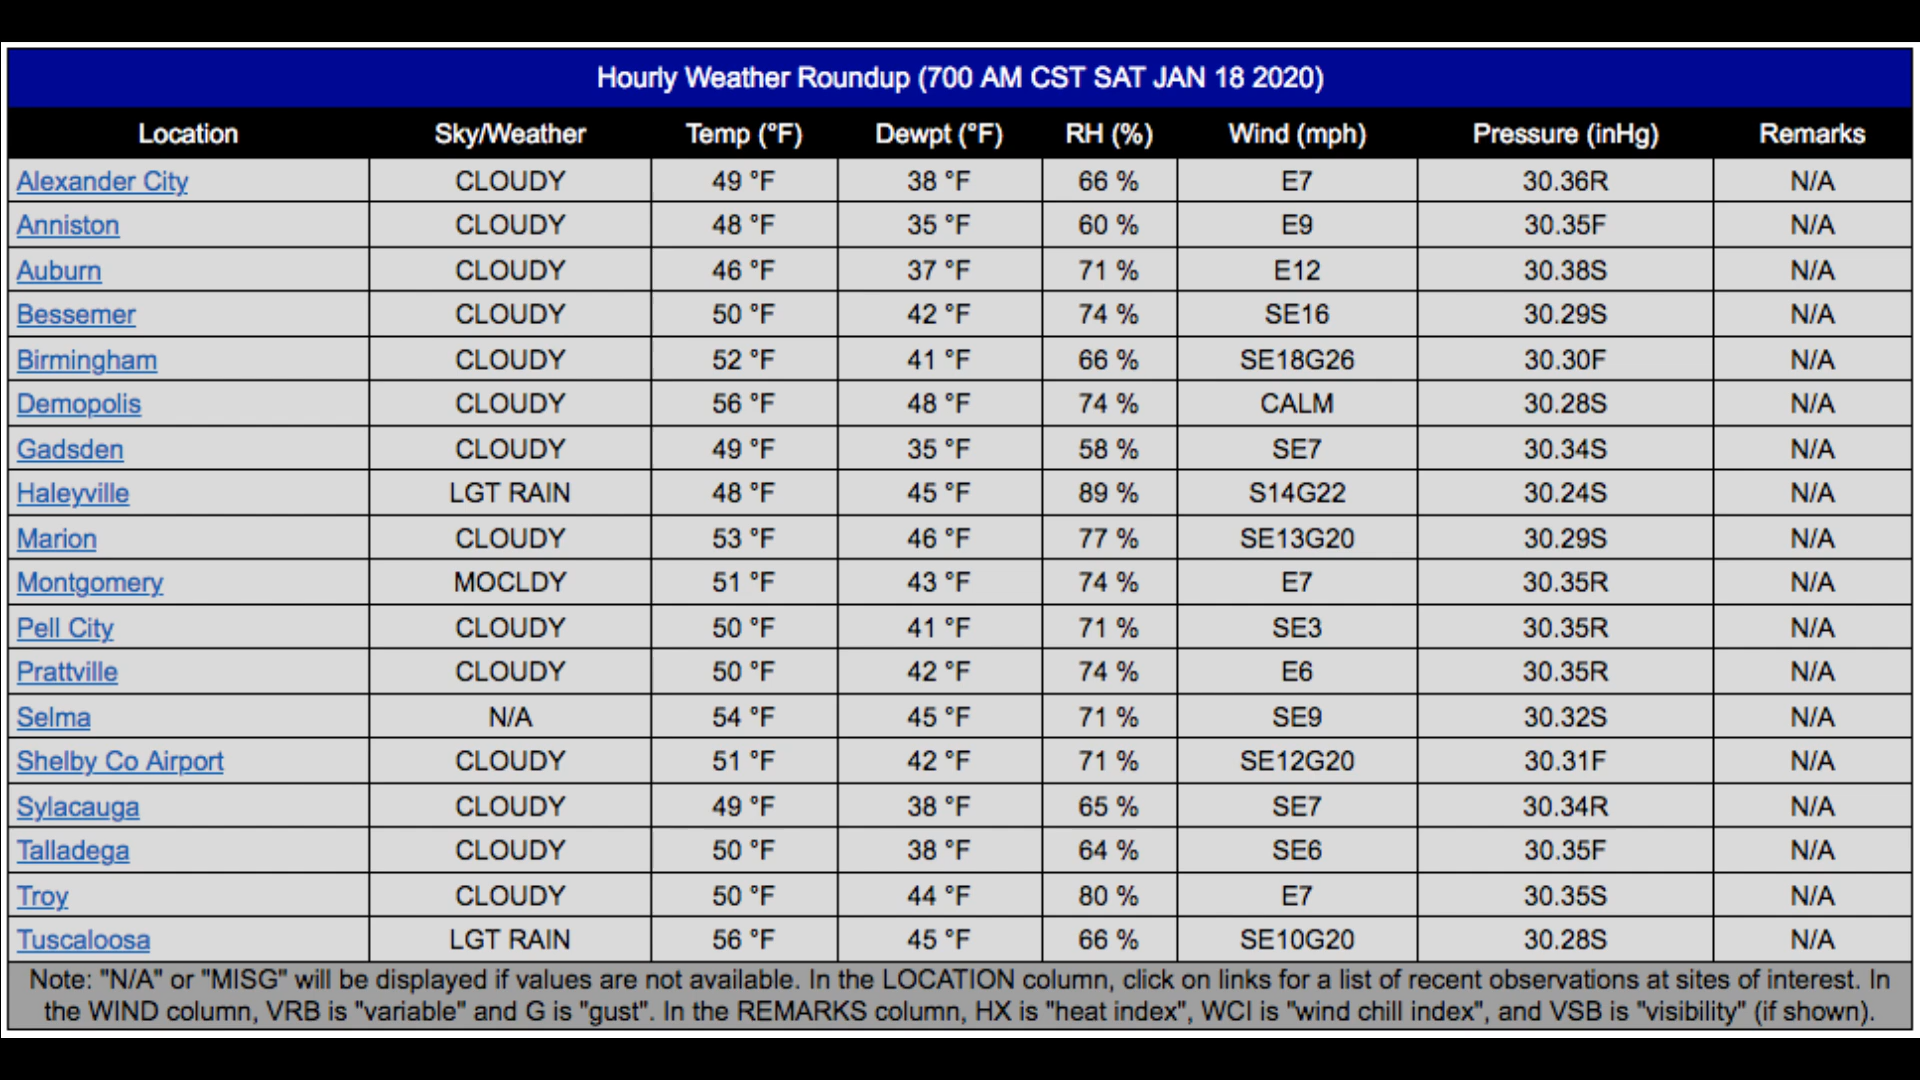 Hourly Weather Roundup (700 AM CST SAT JAN 18 2020)
Location Sky/Weather Temp (°F) Dewpt (°F) RH (%) Wind (mph) Pressure (inHg) Remarks
Alexander City CLOUDY 49 °F 38 °F 66 % E7 30.36R N/A
Anniston CLOUDY 48 °F 35 °F 60 % E9 30.35F N/A
Auburn CLOUDY 46 °F 37 °F 71 % E12 30.38S N/A
Bessemer CLOUDY 50 °F 42 °F 74 % SE16 30.29S N/A
Birmingham CLOUDY 52 °F 41 °F 66 % SE18G26 30.30F N/A
Demopolis CLOUDY 56 °F 48 °F 74 % CALM 30.28S N/A
Gadsden CLOUDY 49 °F 35 °F 58 % SE7 30.34S N/A
Haleyville LGT RAIN 48 °F 45 °F 89 % S14G22 30.24S N/A
Marion CLOUDY 53 °F 46 °F 77 % SE13G20 30.29S N/A
Montgomery MOCLDY 51 °F 43 °F 74 % E7 30.35R N/A
Pell City CLOUDY 50 °F 41 °F 71 % SE3 30.35R N/A
Prattville CLOUDY 50 °F 42 °F 74 % E6 30.35R N/A
Selma N/A 54 °F 45 °F 71 % SE9 30.32S N/A
Shelby Co Airport CLOUDY 51 °F 42 °F 71 % SE12G20 30.31F N/A
Sylacauga CLOUDY 49 °F 38 °F 65 % SE7 30.34R N/A
Talladega CLOUDY 50 °F 38 °F 64 % SE6 30.35F N/A
Troy CLOUDY 50 °F 44 °F 80 % E7 30.35S N/A
Tuscaloosa LGT RAIN 56 °F 45 °F 66 % SE10G20 30.28S N/A
Note: "N/A" or "MISG" will be displayed if values are not available. In the LOCATION column, click on links for a list of recent observations at sites of interest. In
the WIND column, VRB is "variable" and G is "gust". In the REMARKS column, HX is "heat index", WCI is "wind chill index", and VSB is "visibility" (if shown).